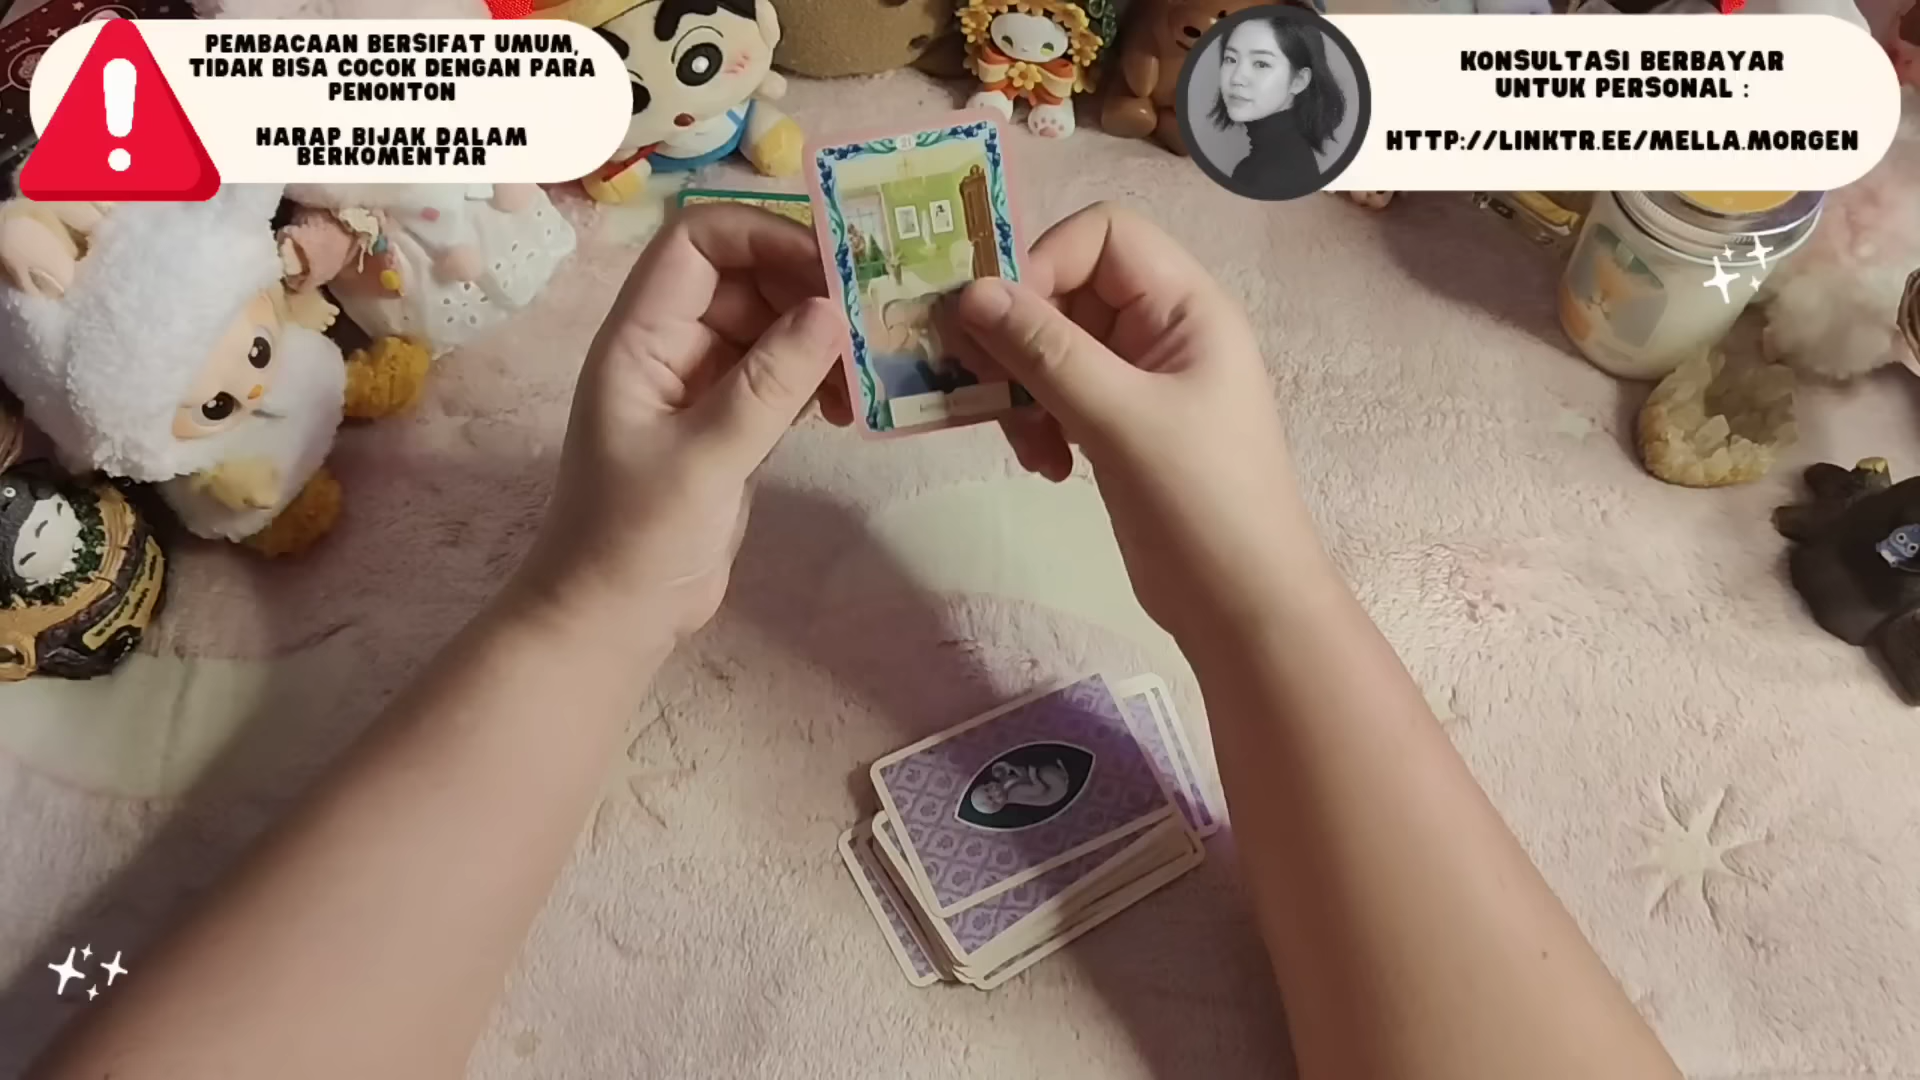 PEMBACAAN BERSIFAT UMUM,
TIDAK BISA COCOK DENGAN PARA
PENONTON
HARAP BIJAK DALAM
BERKOMENTAR
KONSULTASI BERBAYAR
UNTUK PERSONAL :
HTTP://LINKTR.EE/MELLA.MORGEN